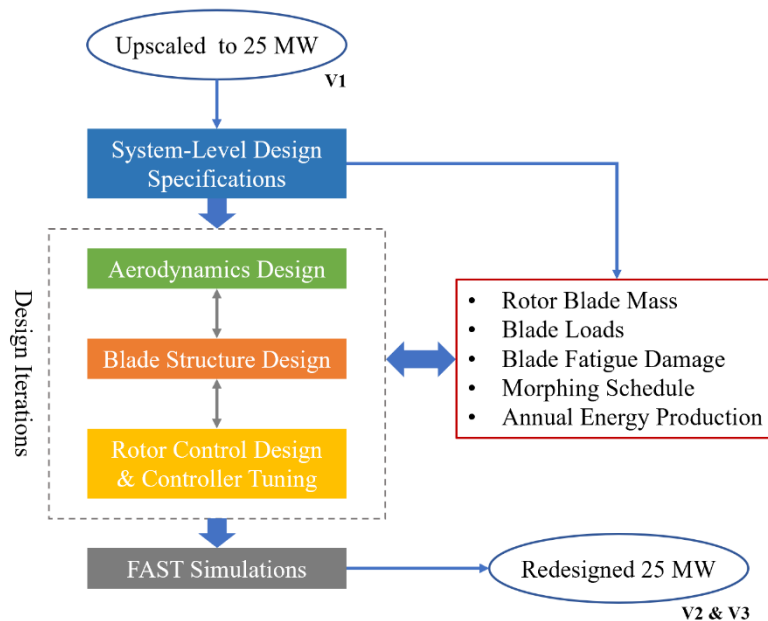 Upscaled to 25 MW
V1
System-Level Design
Specifications
Design Iterations
Aerodynamics Design
Blade Structure Design
Rotor Control Design
& Controller Tuning
• Rotor Blade Mass
• Blade Loads
• Blade Fatigue Damage
• Morphing Schedule
• Annual Energy Production
FAST Simulations
Redesigned 25 MW
V2 & V3